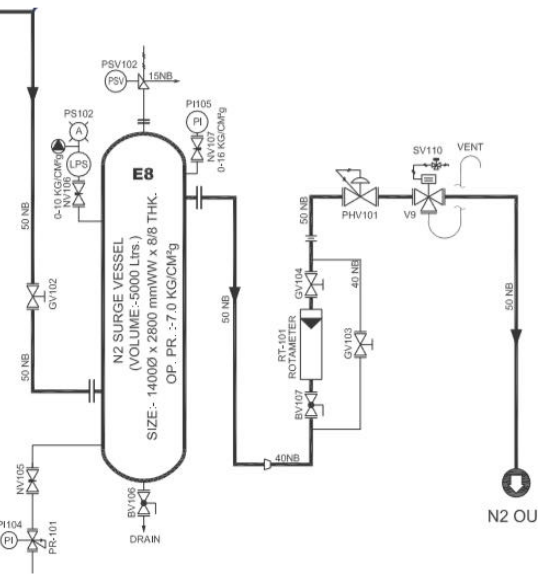 PSV102
PSV
15NB
PS102
A
LPS
0-10 KG/CM²g
NV106
PI105
PI
NV107
0-16 KG/CM²g
E8
N2 SURGE VESSEL
(VOLUME:-5000 Ltrs.)
SIZE:- 1400Ø x 2800 mmWW x 8/8 THK.
OP. PR. :-7.0 KG/CM²g
50 NB
GV102
50 NB
NV105
PI104
PI
PR-101
BV106
DRAIN
50 NB
40NB
50 NB
GV104
40 NB
RT-101
ROTAMETER
GV103
BV107
PHV101
SV110
VENT
V9
50 NB
N2 OU